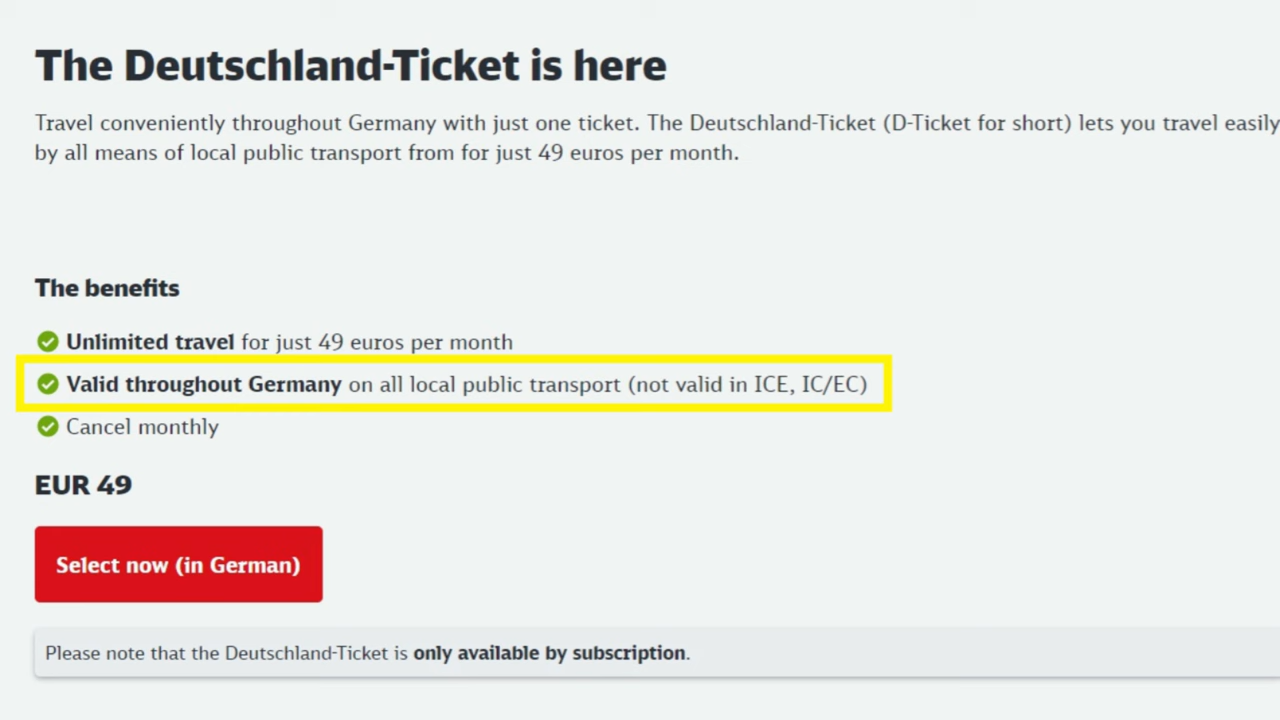 The Deutschland-Ticket is here
Travel conveniently throughout Germany with just one ticket. The Deutschland-Ticket (D-Ticket for short) lets you travel easily
by all means of local public transport from for just 49 euros per month.
The benefits
Unlimited travel for just 49 euros per month
Valid throughout Germany on all local public transport (not valid in ICE, IC/EC)
Cancel monthly
EUR 49
Select now (in German)
Please note that the Deutschland-Ticket is only available by subscription.